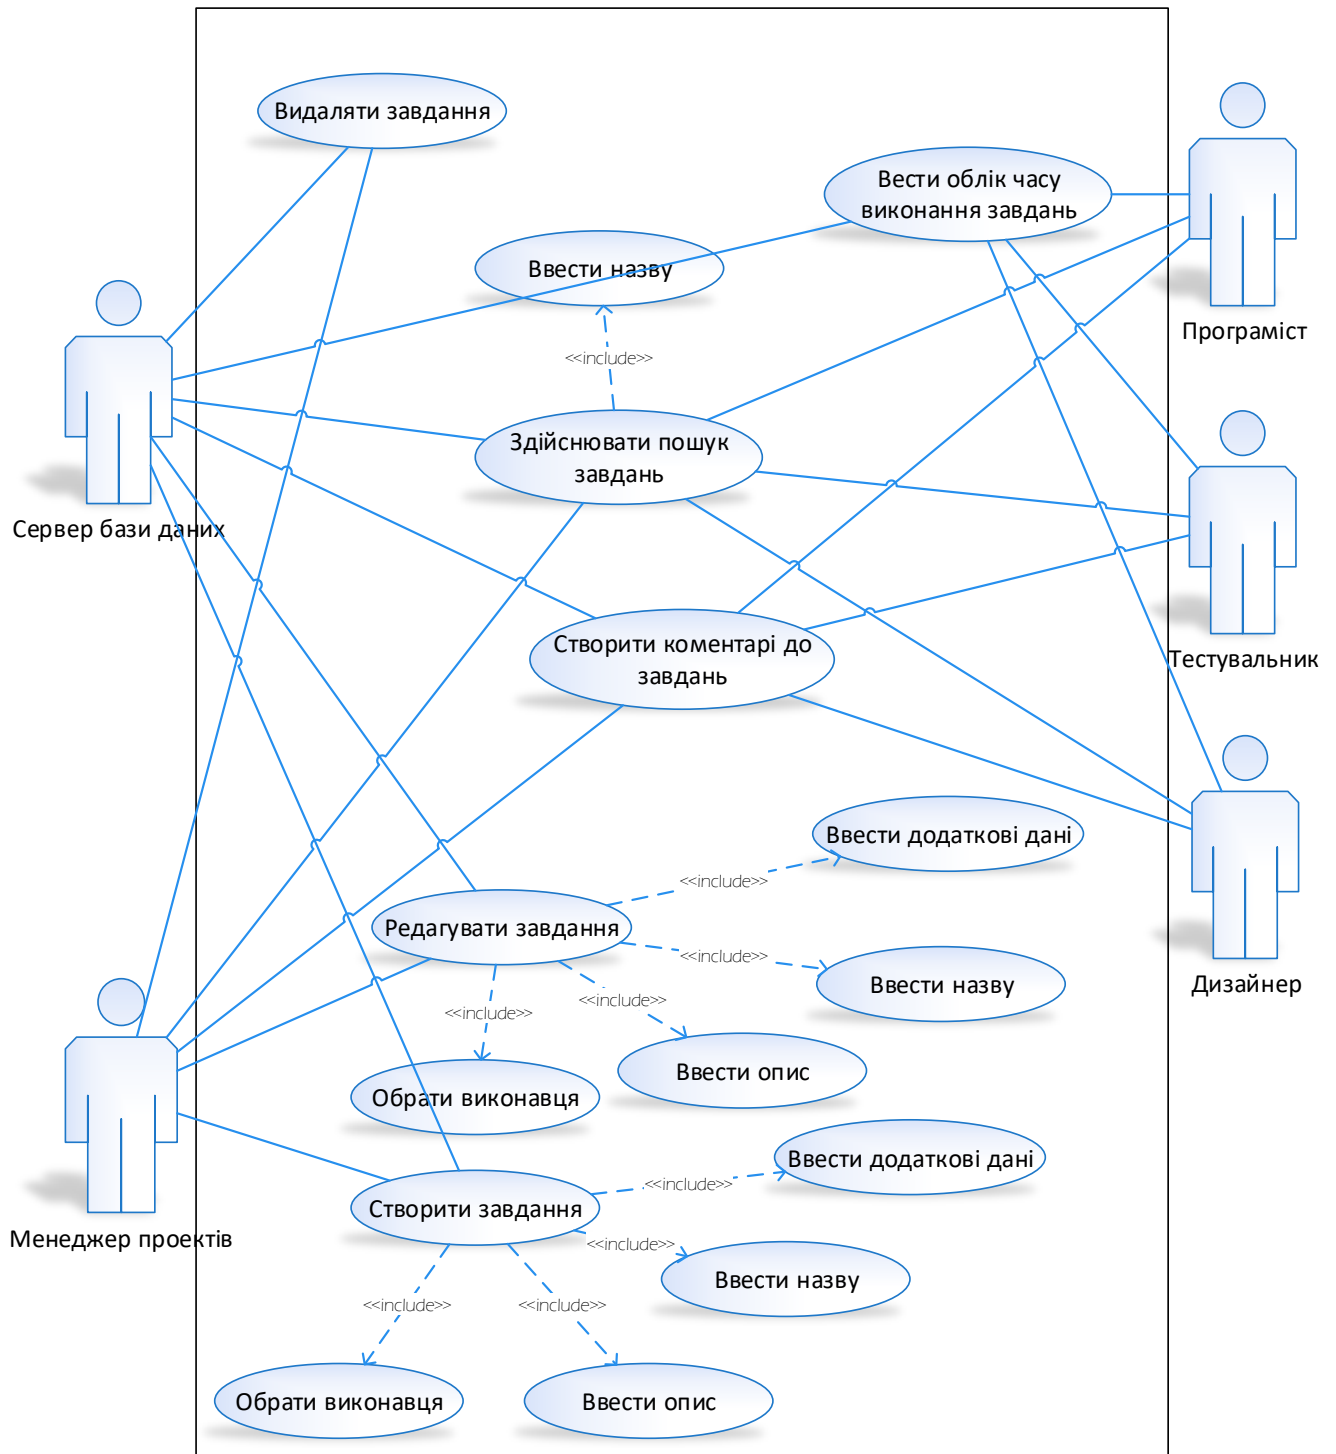 Видаляти завдання
Вести облік часу
виконання завдань
Ввести назву
Програміст
<<include>>
Здійснювати пошук
завдань
Сервер бази даних
Створити коментарі до
завдань
Тестувальник
Ввести додаткові дані
<<include>>
Редагувати завдання
<<include>>
Ввести назву
Дизайнер
<<include>>
<<include>>
Ввести опис
Обрати виконавця
Ввести додаткові дані
<<include>>
Створити завдання
Менеджер проектів
<<include>>
Ввести назву
<<include>>
<<include>>
Обрати виконавця
Ввести опис